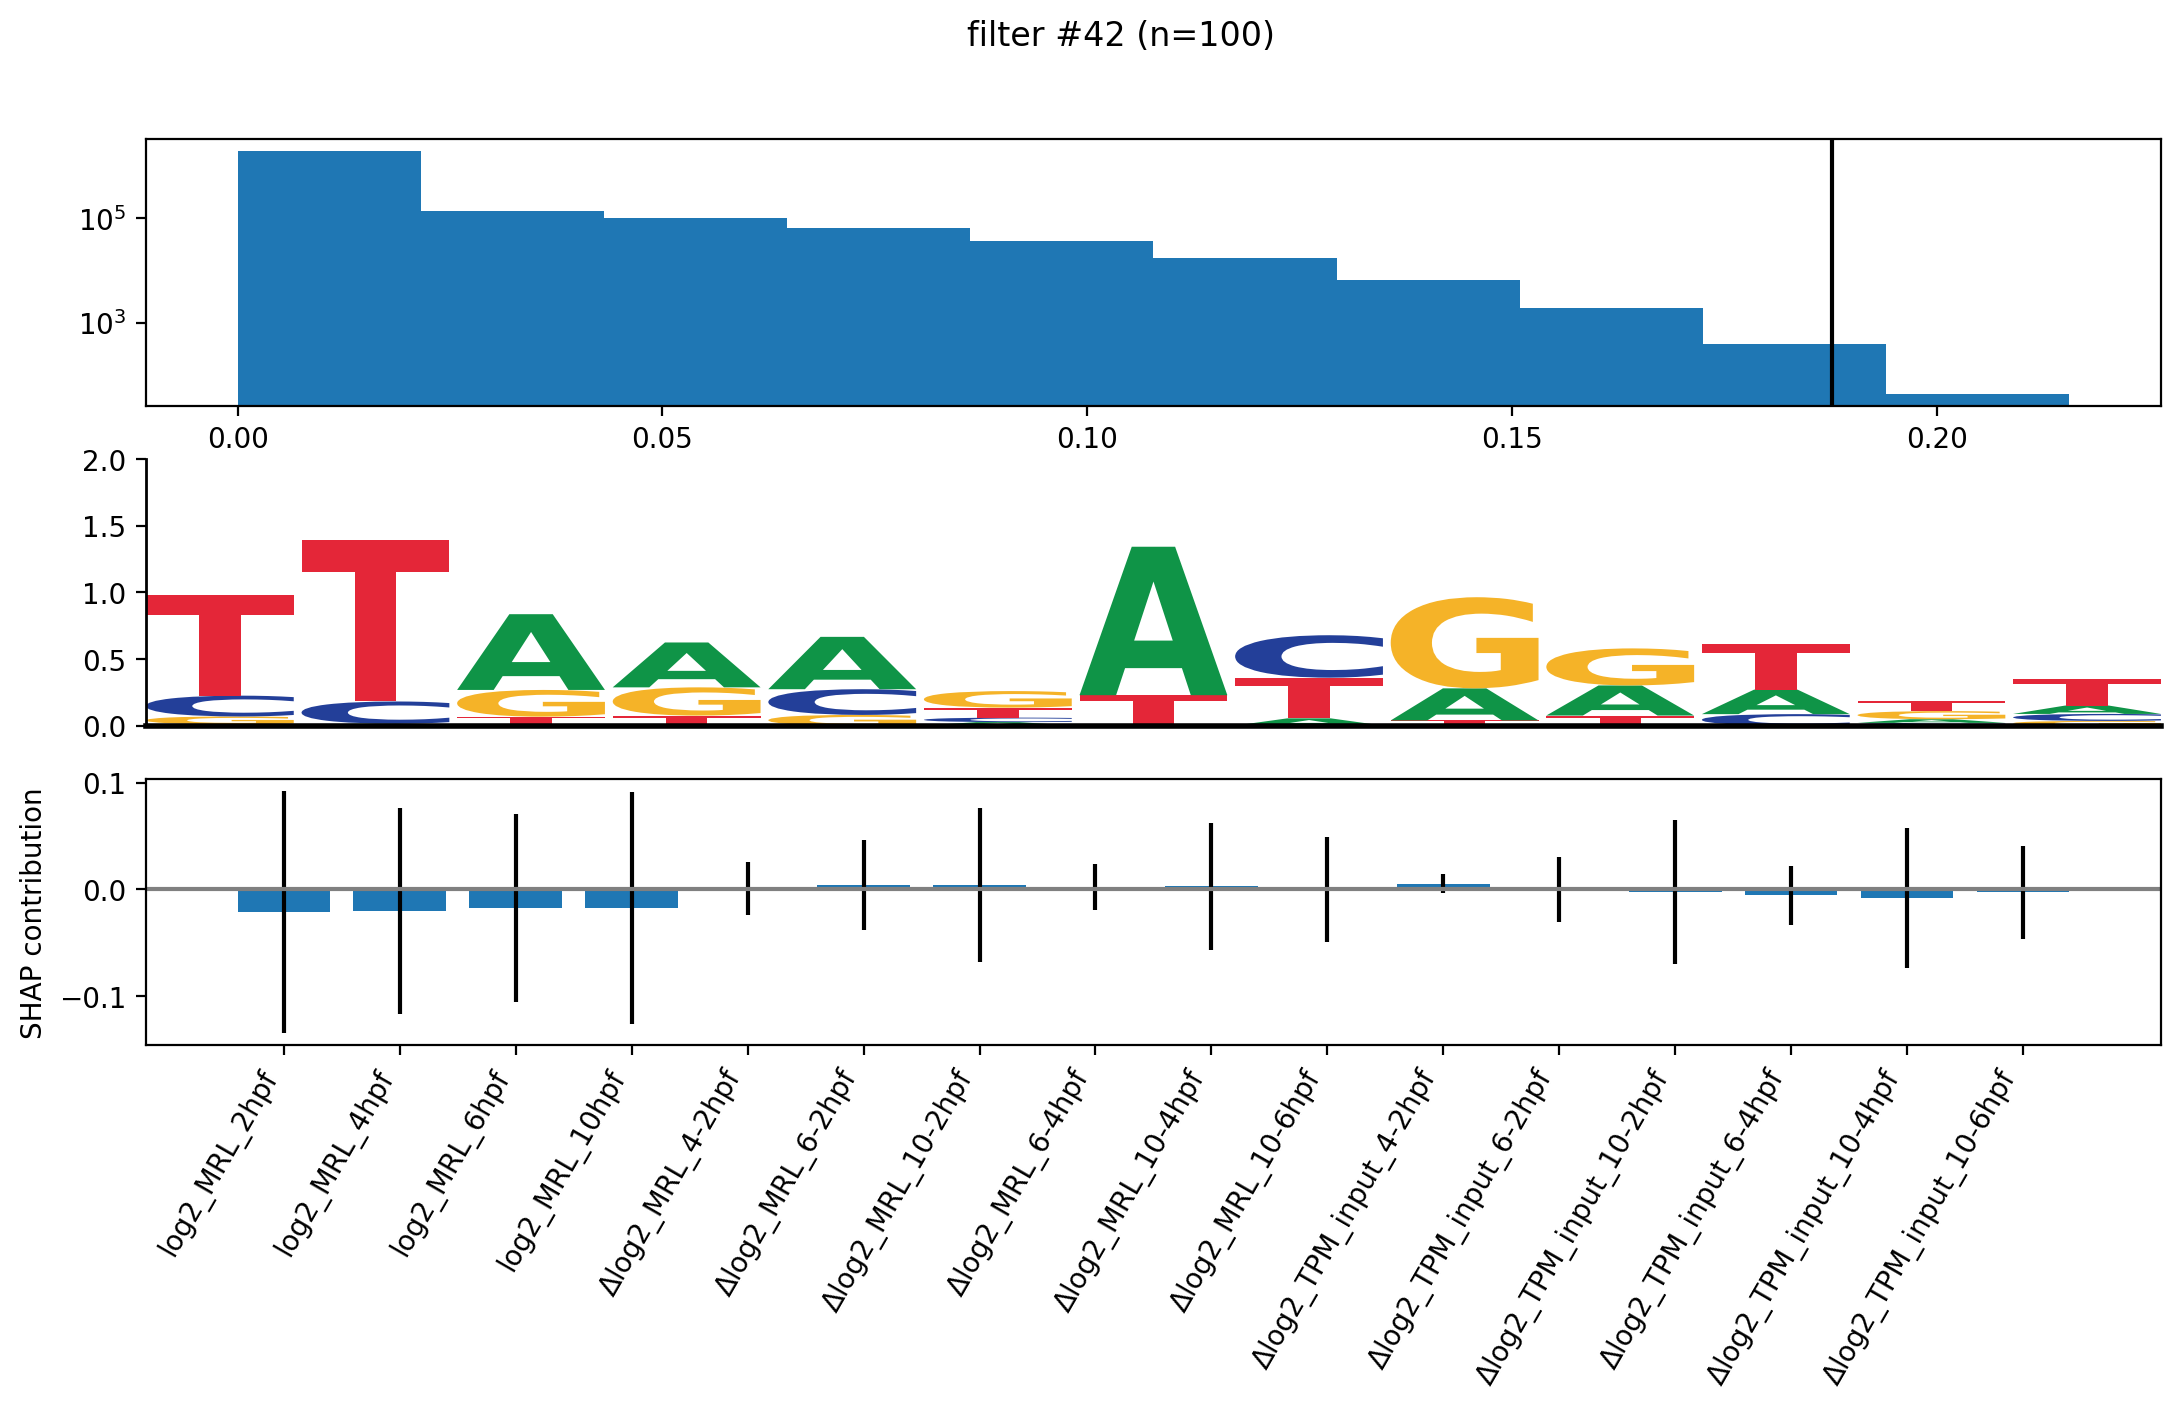 filter #42 (n=100)
10^5
10^3
0.00 0.05 0.10 0.15 0.20
2.0
1.5
1.0
0.5
0.0
T T A A A G A C G G T T T
C C G G C T T T A A A G A
G T T G C A T T C A C
0.1
0.0
−0.1
SHAP contribution
log2_MRL_2hpf
log2_MRL_4hpf
log2_MRL_6hpf
log2_MRL_10hpf
Δlog2_MRL_4-2hpf
Δlog2_MRL_6-2hpf
Δlog2_MRL_10-2hpf
Δlog2_MRL_6-4hpf
Δlog2_MRL_10-4hpf
Δlog2_MRL_10-6hpf
Δlog2_TPM_input_4-2hpf
Δlog2_TPM_input_6-2hpf
Δlog2_TPM_input_10-2hpf
Δlog2_TPM_input_6-4hpf
Δlog2_TPM_input_10-4hpf
Δlog2_TPM_input_10-6hpf